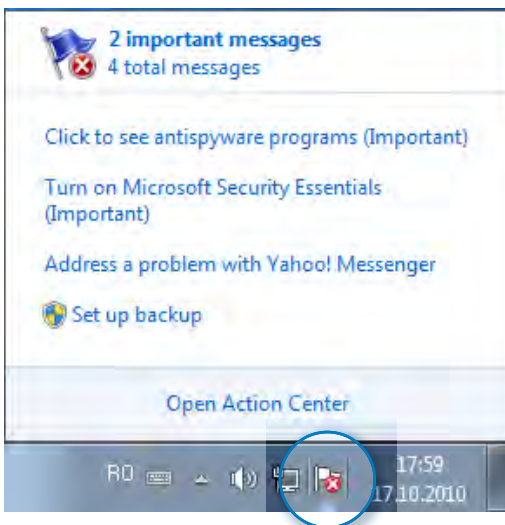 2 important messages
4 total messages
Click to see antispyware programs (Important)
Turn on Microsoft Security Essentials
(Important)
Address a problem with Yahoo! Messenger
Set up backup
Open Action Center
RO
17:59
17.10.2010